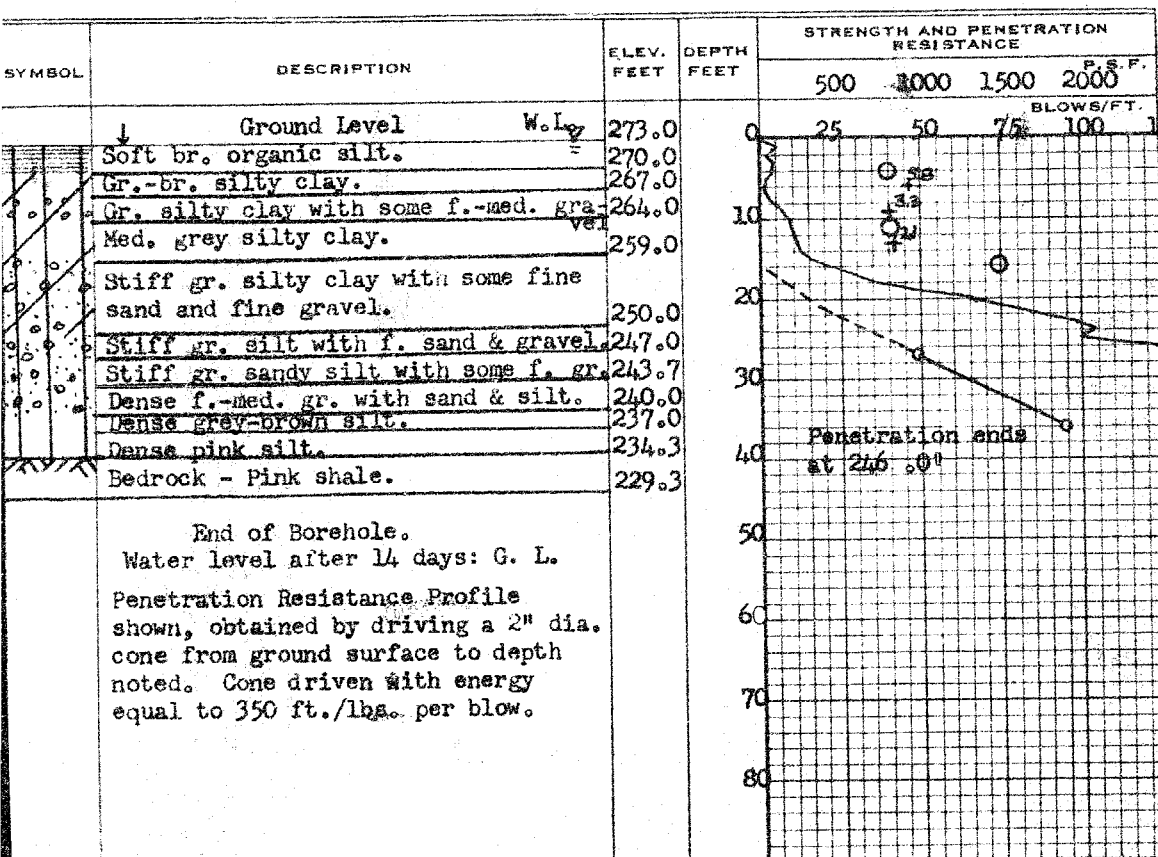 STRENGTH AND PENETRATION
RESISTANCE
SYMBOL DESCRIPTION ELEV. FEET DEPTH FEET
P.S.F.
500 1000 1500 2000
BLOWS/FT.
Ground Level W.L. 273.0 0 25 50 75 100 1
Soft br. organic silt. 270.0
Gr.-br. silty clay. 267.0
Gr. silty clay with some f.-med. gra- 264.0
vel
3.3
10
Med. grey silty clay. 259.0
Stiff gr. silty clay with some fine
sand and fine gravel. 250.0
20
Stiff gr. silt with f. sand & gravel. 247.0
Stiff gr. sandy silt with some f. gr. 243.7
30
Dense f.-med. gr. with sand & silt. 240.0
Dense grey-brown silt. 237.0
Dense pink silt. 234.3
40
Penetration ends
at 246.0"
Bedrock - Pink shale. 229.3
End of Borehole.
50
Water level after 14 days: G. L.
Penetration Resistance Profile
60
shown, obtained by driving a 2" dia.
cone from ground surface to depth
noted. Cone driven with energy
70
equal to 350 ft./lbs. per blow.
80